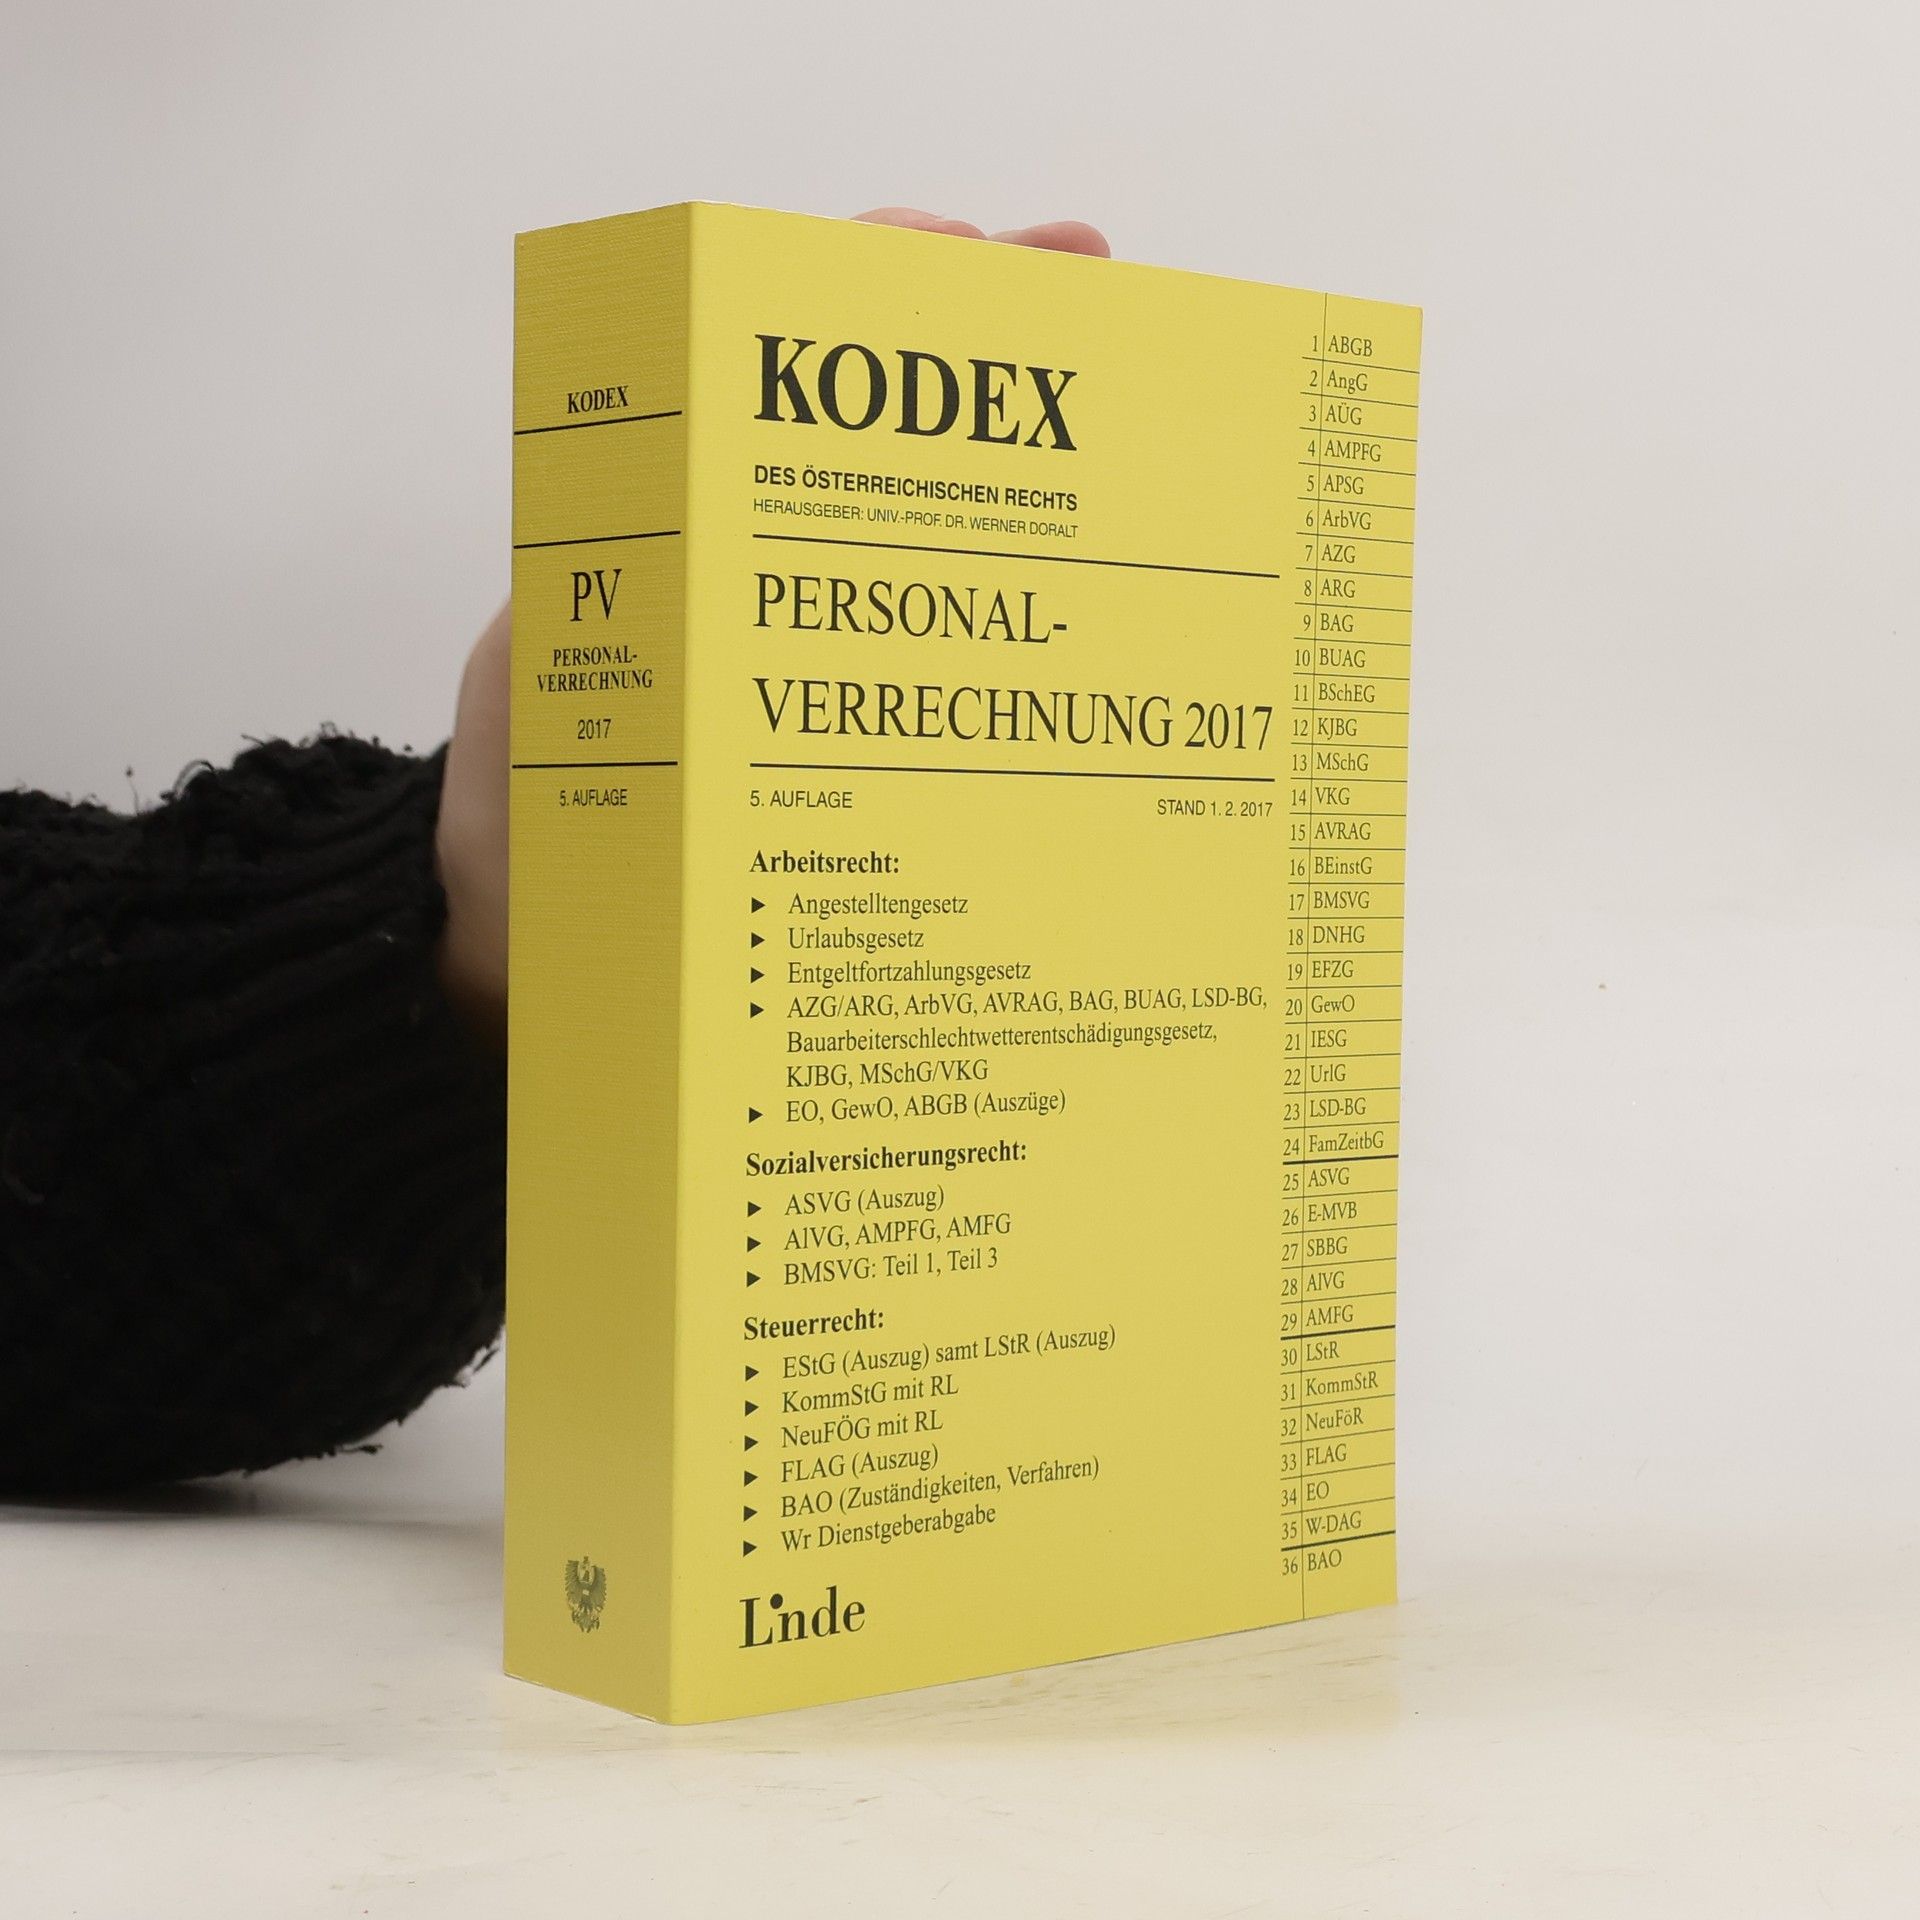 KODEX
PV
PERSONAL-
VERRECHNUNG
2017
5. AUFLAGE
KODEX
DES ÖSTERREICHISCHEN RECHTS
HERAUSGEBER: UNIV.-PROF. DR. WERNER DORALT
PERSONAL-
VERRECHNUNG 2017
5. AUFLAGE STAND 1. 2. 2017
Arbeitsrecht:
► Angestelltengesetz
► Urlaubsgesetz
► Entgeltfortzahlungsgesetz
► AZG/ARG, ArbVG, AVRAG, BAG, BUAG, LSD-BG,
Bauarbeiterschlechtwetterentschädigungsgesetz,
KJBG, MSchG/VKG
► EO, GewO, ABGB (Auszüge)
Sozialversicherungsrecht:
► ASVG (Auszug)
► AlVG, AMPFG, AMFG
► BMSVG: Teil 1, Teil 3
Steuerrecht:
► EStG (Auszug) samt LStR (Auszug)
► KommStG mit RL
► NeuFÖG mit RL
► FLAG (Auszug)
► BAO (Zuständigkeiten, Verfahren)
► Wr Dienstgeberabgabe
Linde
1 ABGB
2 AngG
3 AÜG
4 AMPFG
5 APSG
6 ArbVG
7 AZG
8 ARG
9 BAG
10 BUAG
11 BSchEG
12 KJBG
13 MSchG
14 VKG
15 AVRAG
16 BEinstG
17 BMSVG
18 DNHG
19 EFZG
20 GewO
21 IESG
22 UrlG
23 LSD-BG
24 FamZeitbG
25 ASVG
26 E-MVB
27 SBBG
28 AlVG
29 AMFG
30 LStR
31 KommStR
32 NeuFöR
33 FLAG
34 EO
35 W-DAG
36 BAO